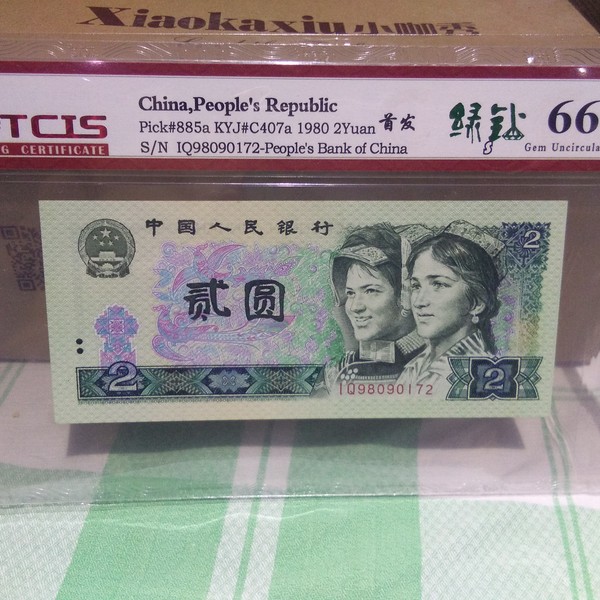 Xiaokaxiu小咖秀
TCIS
G CERTIFICATE
China,People's Republic
Pick#885a KYJ#C407a 1980 2Yuan 首发
S/N IQ98090172-People's Bank of China
绿钻 66
Gem Uncircula
中国人民银行
2
贰圆
2
IQ98090172
2